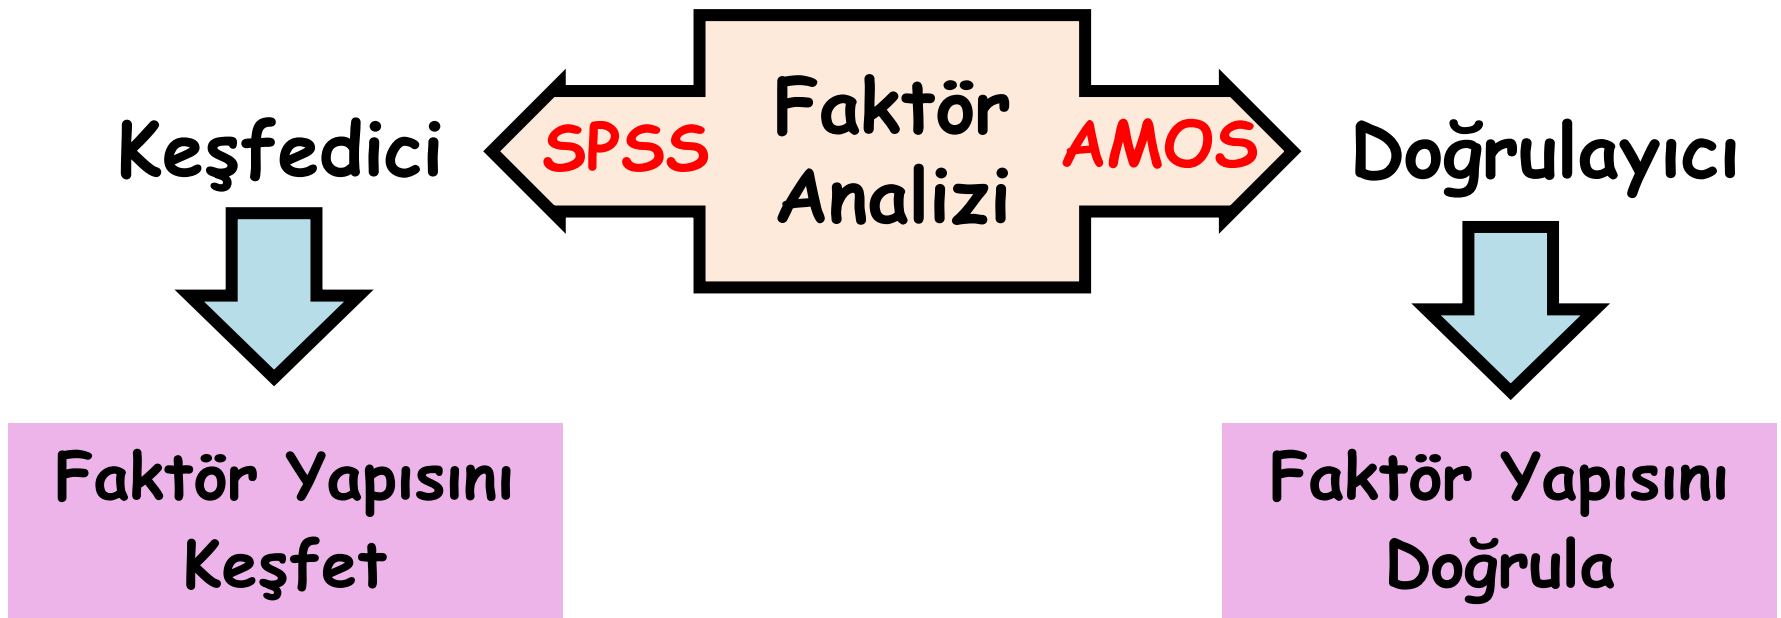 Faktör
Analizi
SPSS
AMOS
Keşfedici
Doğrulayıcı
Faktör Yapısını
Keşfet
Faktör Yapısını
Doğrula